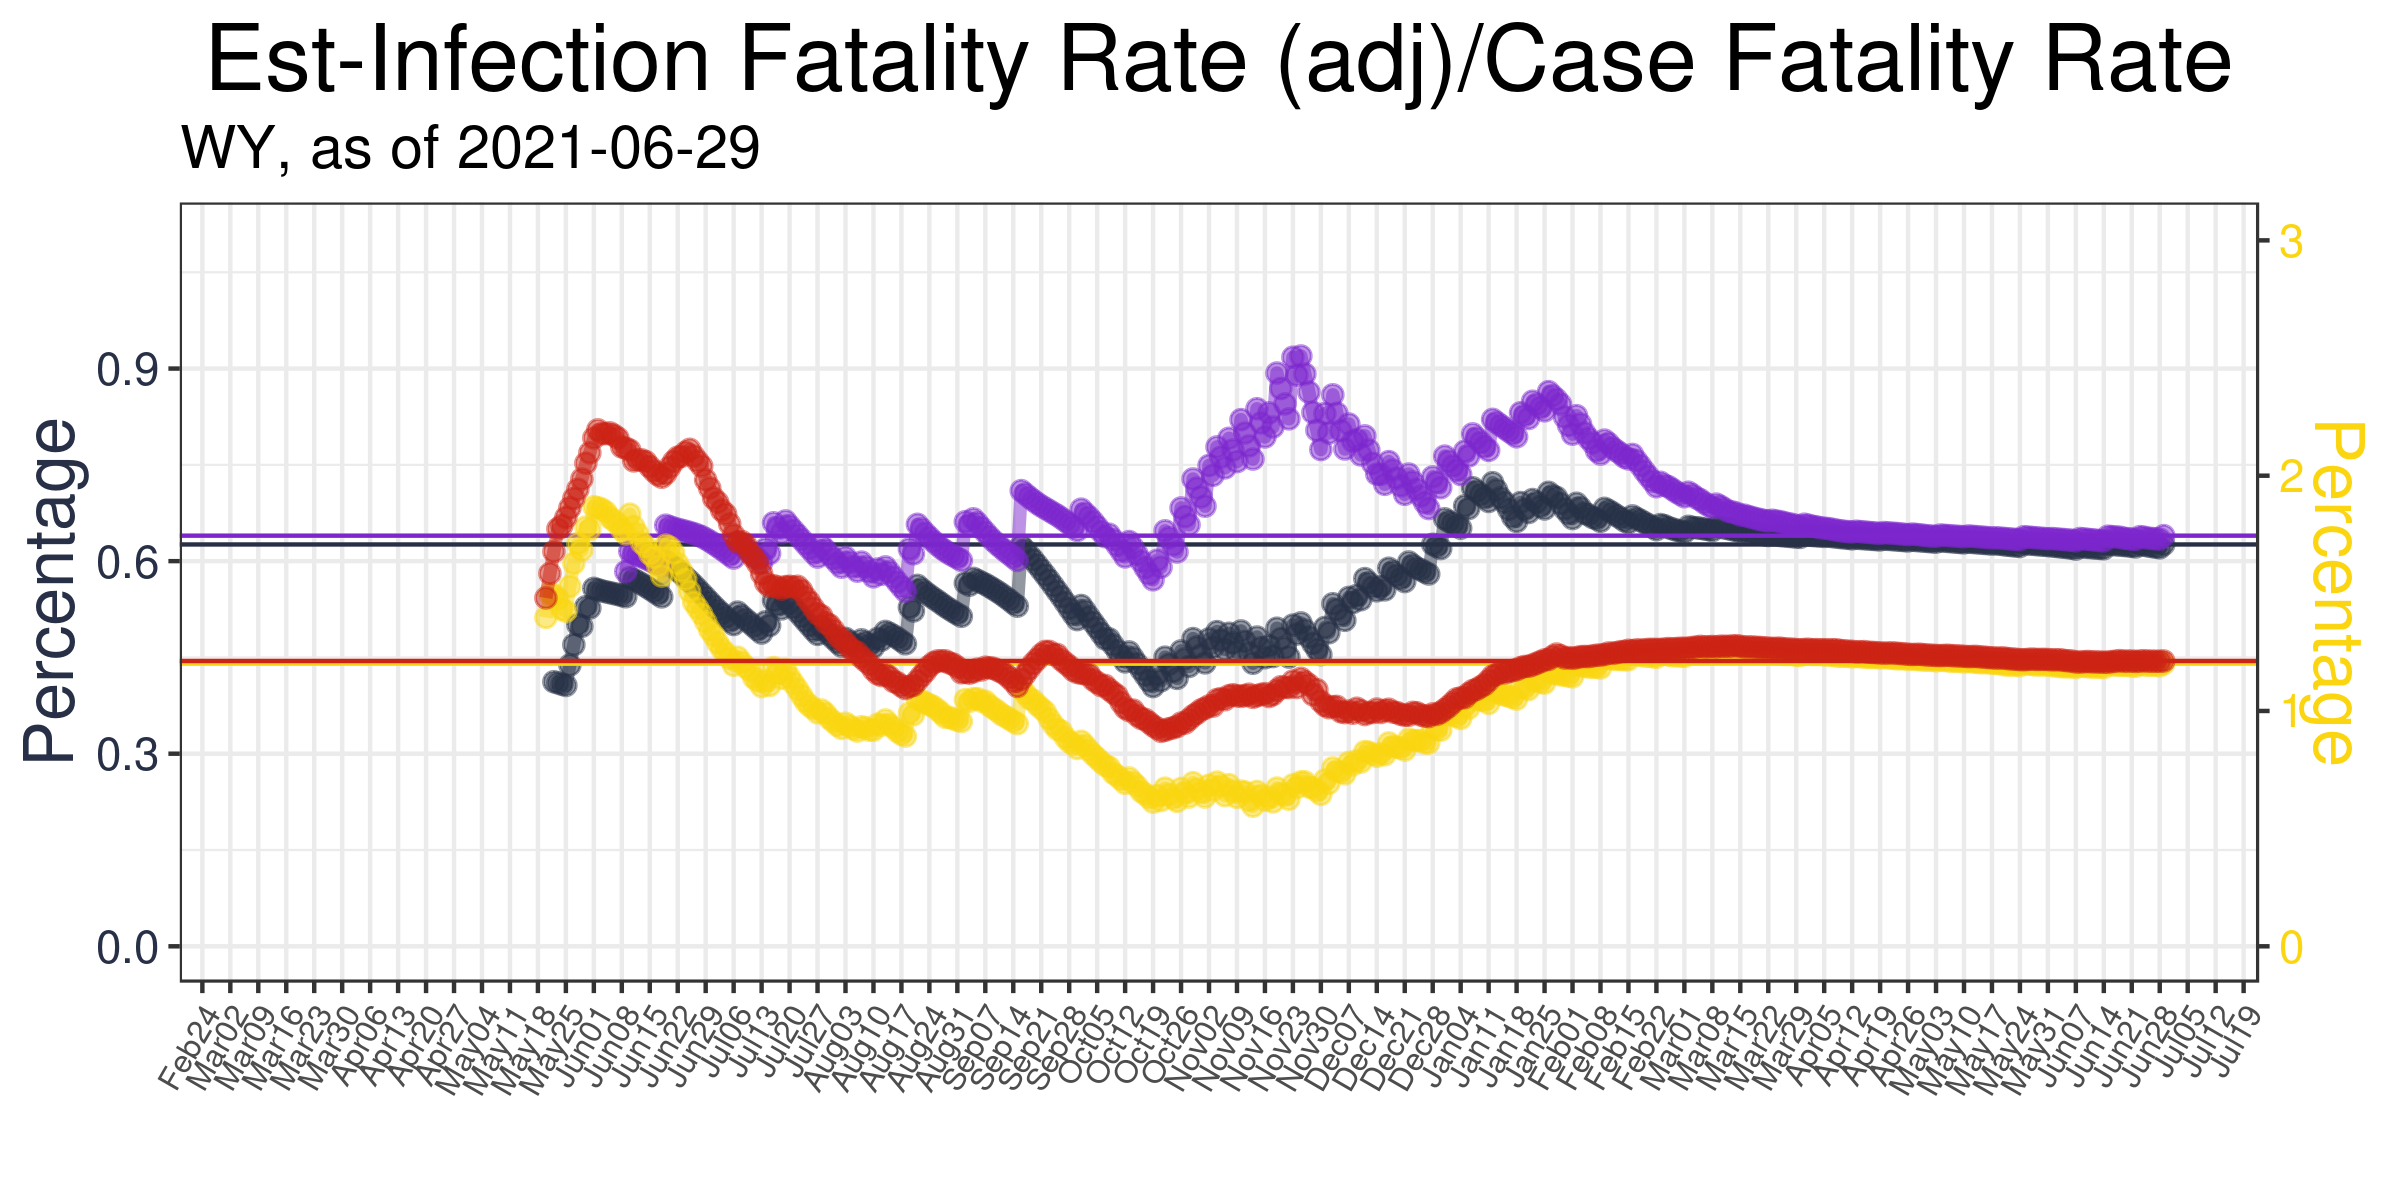 Est-Infection Fatality Rate (adj)/Case Fatality Rate
WY, as of 2021-06-29
Percentage
0.9
0.6
0.3
0.0
3
2
1
0
Percentage
Feb24
Mar02
Mar09
Mar16
Mar23
Mar30
Apr06
Apr13
Apr20
Apr27
May04
May11
May18
May25
Jun01
Jun08
Jun15
Jun22
Jun29
Jul06
Jul13
Jul20
Jul27
Aug03
Aug10
Aug17
Aug24
Aug31
Sep07
Sep14
Sep21
Sep28
Oct05
Oct12
Oct19
Oct26
Nov02
Nov09
Nov16
Nov23
Nov30
Dec07
Dec14
Dec21
Dec28
Jan04
Jan11
Jan18
Jan25
Feb01
Feb08
Feb15
Feb22
Mar01
Mar08
Mar15
Mar22
Mar29
Apr05
Apr12
Apr19
Apr26
May03
May10
May17
May24
May31
Jun07
Jun14
Jun21
Jun28
Jul05
Jul12
Jul19